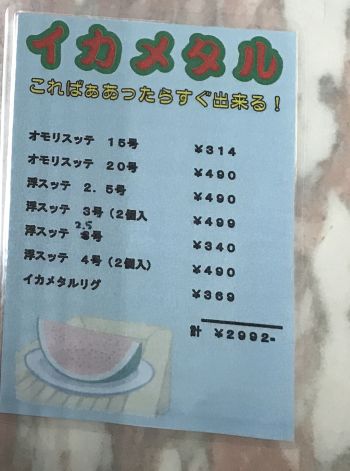 イカメタル
こればぁああったらすぐ出来る！
オモリスッテ 15号 ￥314
オモリスッテ 20号 ￥490
浮スッテ 2．5号 ￥490
浮スッテ 3号（2個入 ￥499
浮スッテ 2.5号 ￥340
浮スッテ 4号（2個入） ￥490
イカメタルリグ ￥369
計 ￥2992-